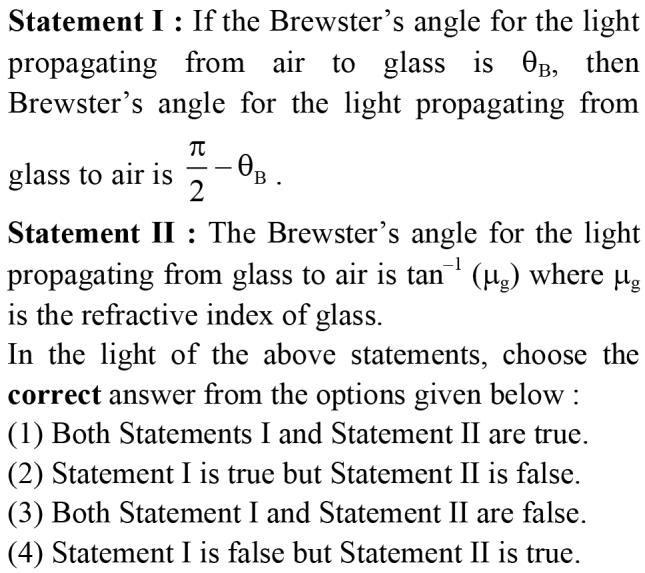 Statement I : If the Brewster's angle for the light
propagating from air to glass is θ_B, then
Brewster's angle for the light propagating from
glass to air is π/2 − θ_B .
Statement II : The Brewster's angle for the light
propagating from glass to air is tan⁻¹ (μ_g) where μ_g
is the refractive index of glass.
In the light of the above statements, choose the
correct answer from the options given below :
(1) Both Statements I and Statement II are true.
(2) Statement I is true but Statement II is false.
(3) Both Statement I and Statement II are false.
(4) Statement I is false but Statement II is true.